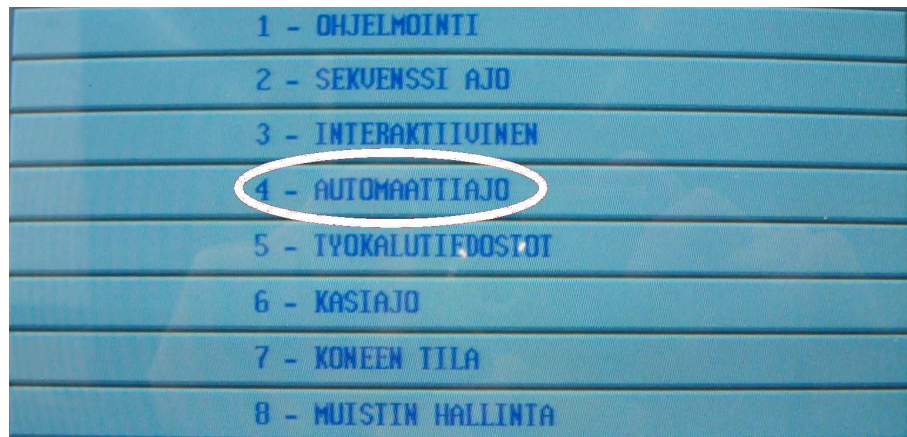 1 - OHJELMOINTI
2 - SEKVENSSI AJO
3 - INTERAKTIIVINEN
4 - AUTOMAATTIAJO
5 - TYOKALUTIEDOSTOT
6 - KASIAJO
7 - KONEEN TILA
8 - MUISTIN HALLINTA